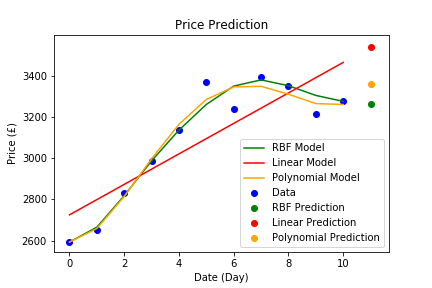 Price Prediction
Price (£)
3400
3200
3000
2800
2600
0 2 4 6 8 10
Date (Day)
RBF Model
Linear Model
Polynomial Model
Data
RBF Prediction
Linear Prediction
Polynomial Prediction